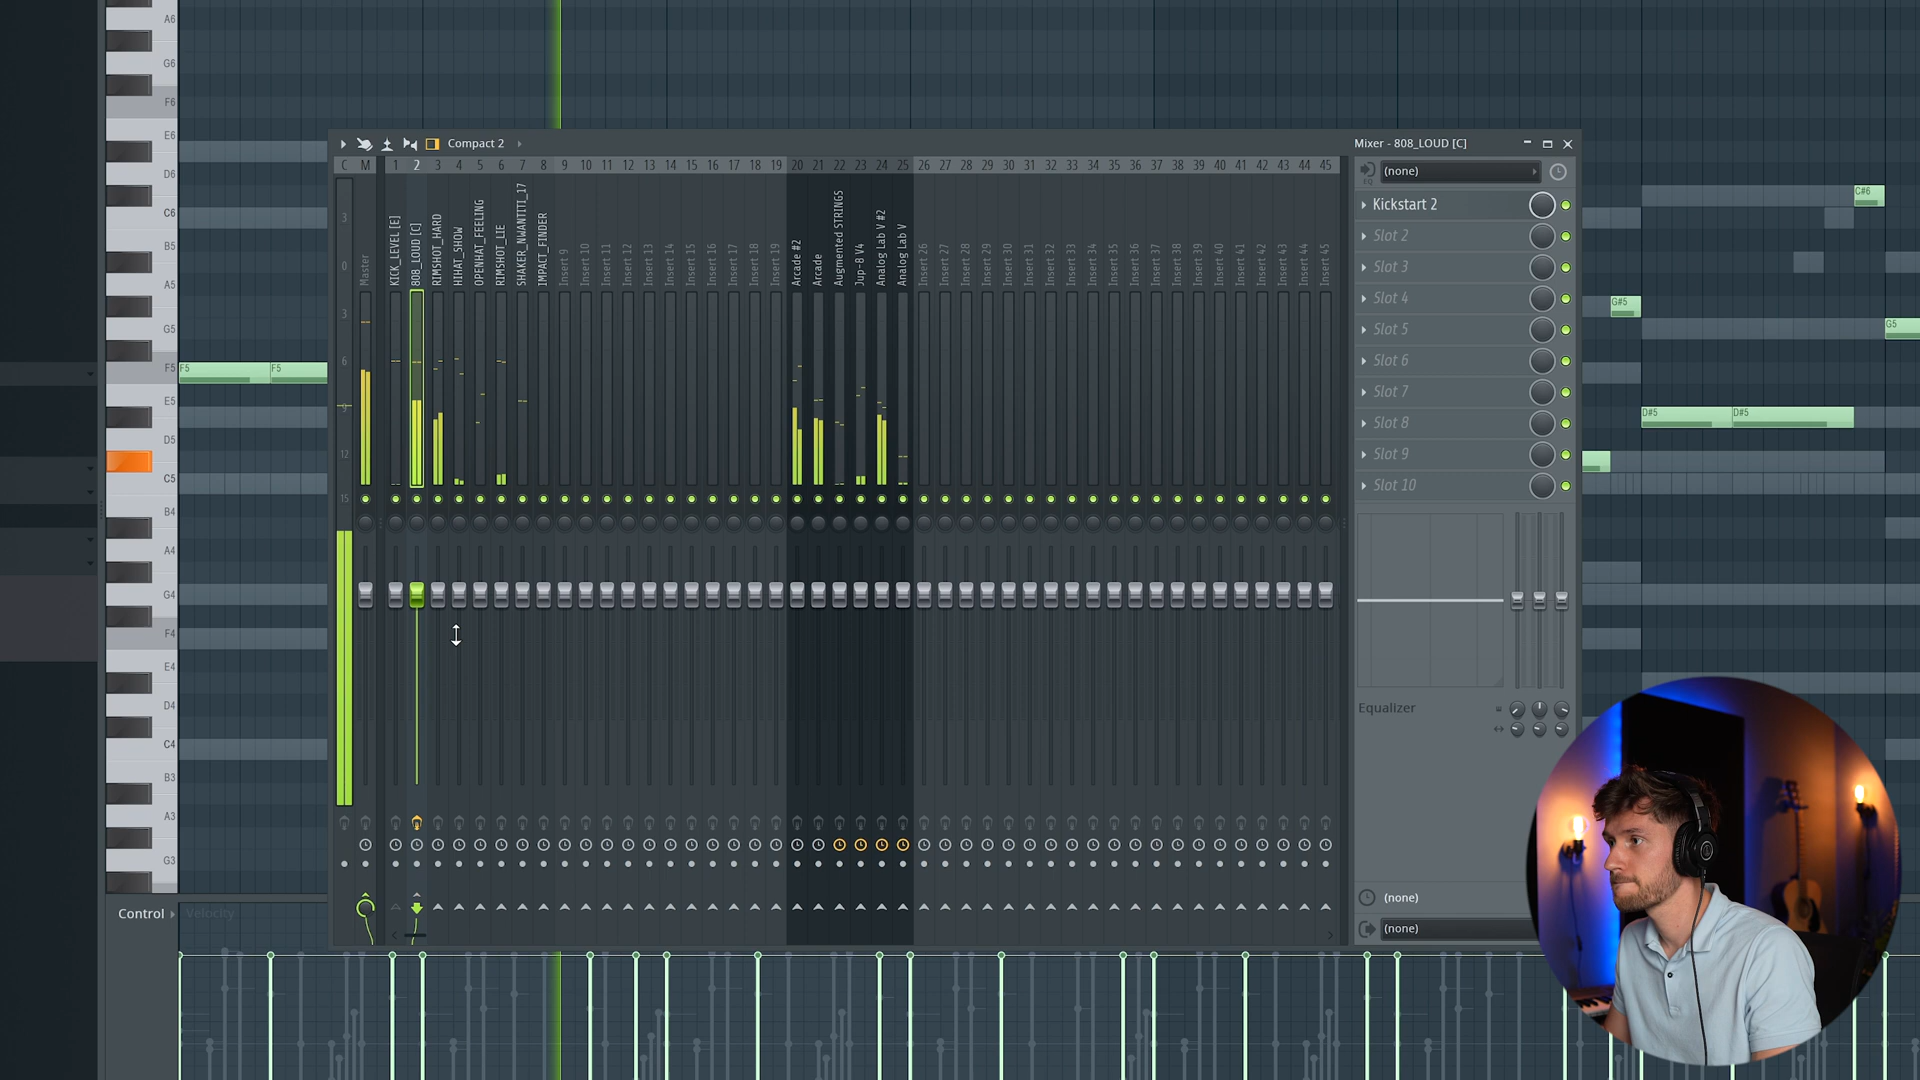 A6
G6
F6
E6
D6
C6
B5
A5
G5
F5
E5
D5
C5
B4
A4
G4
F4
E4
D4
C4
B3
A3
G3
F5
F5
Compact 2
Mixer - 808_LOUD [C]
C M 1 2 3 4 5 6 7 8 9 10 11 12 13 14 15 16 17 18 19 20 21 22 23 24 25 26 27 28 29 30 31 32 33 34 35 36 37 38 39 40 41 42 43 44 45
Master
KICK_LEVEL [E]
808_LOUD [C]
RIMSHOT_HARD
HIHAT_SHOW
OPENHAT_FEELING
RIMSHOT_LIE
SHAKER_NWANTITI_17
IMPACT_FINDER
Insert 9
Insert 10
Insert 11
Insert 12
Insert 13
Insert 14
Insert 15
Insert 16
Insert 17
Insert 18
Insert 19
Arcade #2
Arcade
Augmented STRINGS
Jup-8 V4
Analog Lab V #2
Analog Lab V
Insert 26
Insert 27
Insert 28
Insert 29
Insert 30
Insert 31
Insert 32
Insert 33
Insert 34
Insert 35
Insert 36
Insert 37
Insert 38
Insert 39
Insert 40
Insert 41
Insert 42
Insert 43
Insert 44
Insert 45
3
0
3
6
9
12
15
(none)
EQ
Kickstart 2
Slot 2
Slot 3
Slot 4
Slot 5
Slot 6
Slot 7
Slot 8
Slot 9
Slot 10
Equalizer
(none)
(none)
C#6
G#5
G5
D#5
D#5
Control
Velocity